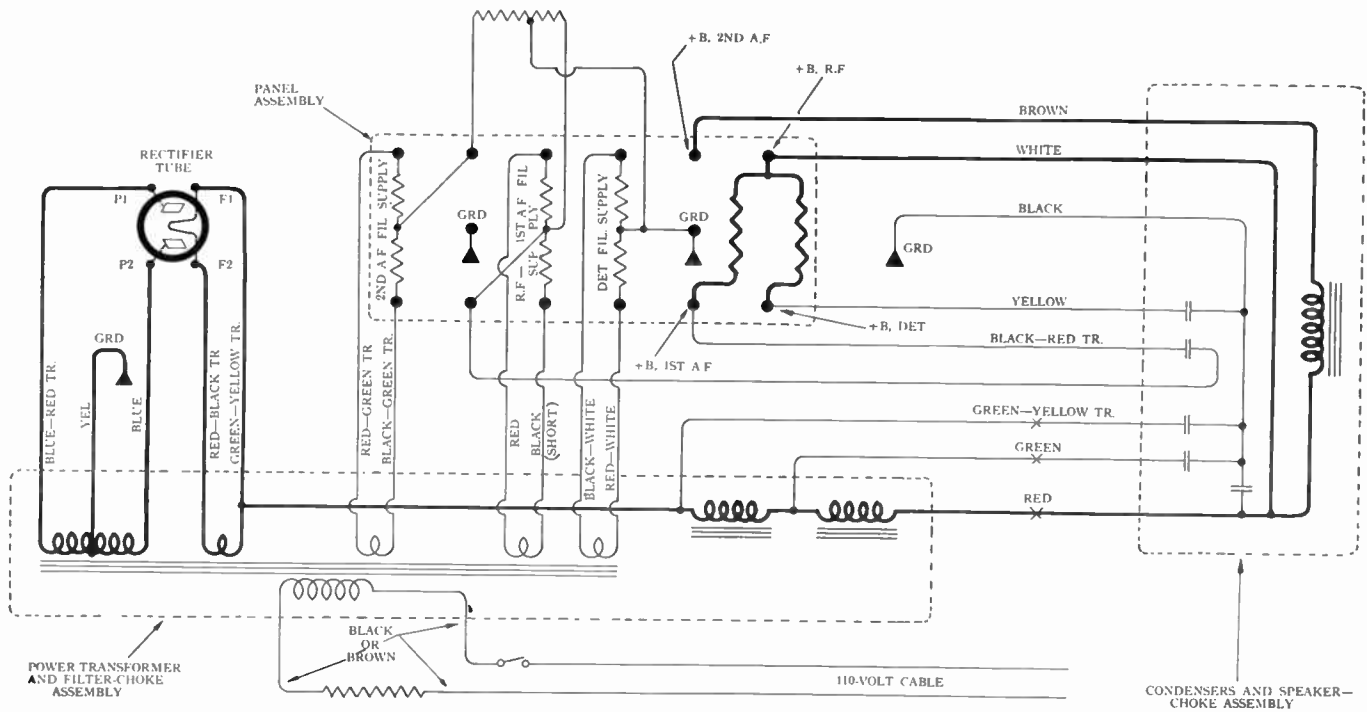 +B, 2ND A.F
+B, R.F
PANEL
ASSEMBLY
BROWN
RECTIFIER
TUBE
WHITE
P1
F1
BLACK
GRD
GRD
GRD
2ND A F FIL SUPPLY
R.F — 1ST A F FIL
SUPPLY
DET FIL. SUPPLY
P2
F2
YELLOW
+B, DET
GRD
BLACK—RED TR.
+B, 1ST A F
BLUE—RED TR.
YEL
BLUE
RED—BLACK TR
GREEN—YELLOW TR.
RED—GREEN TR
BLACK—GREEN TR.
RED
BLACK
(SHORT)
BLACK—WHITE
RED—WHITE
GREEN—YELLOW TR.
GREEN
RED
BLACK
OR
BROWN
POWER TRANSFORMER
AND FILTER-CHOKE
ASSEMBLY
110-VOLT CABLE
CONDENSERS AND SPEAKER—
CHOKE ASSEMBLY